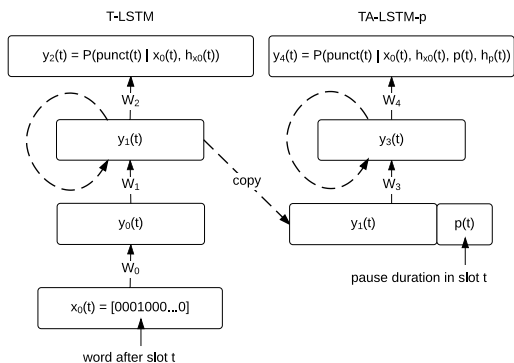 T-LSTM
y₂(t) = P(punct(t) | x₀(t), hₓ₀(t))
W₂
y₁(t)
W₁
y₀(t)
W₀
x₀(t) = [0001000...0]
word after slot t
copy
TA-LSTM-p
y₄(t) = P(punct(t) | x₀(t), hₓ₀(t), p(t), hₚ(t))
W₄
y₃(t)
W₃
y₁(t) p(t)
pause duration in slot t